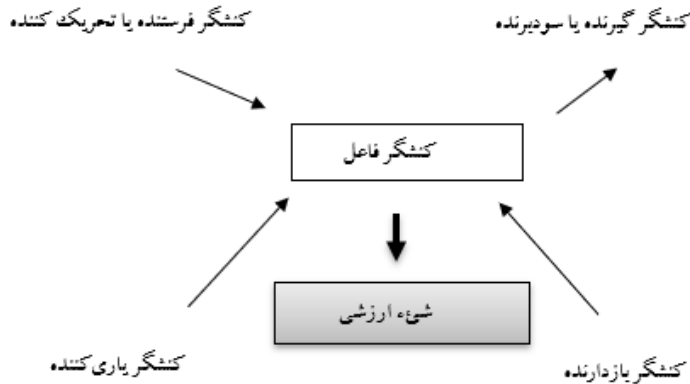 کنشگر گیرنده یا سودبرنده
کنشگر فرستنده یا تحریک کننده
کنشگر فاعل
شیء ارزشی
کنشگر بازدارنده
کنشگر یاری‌کننده